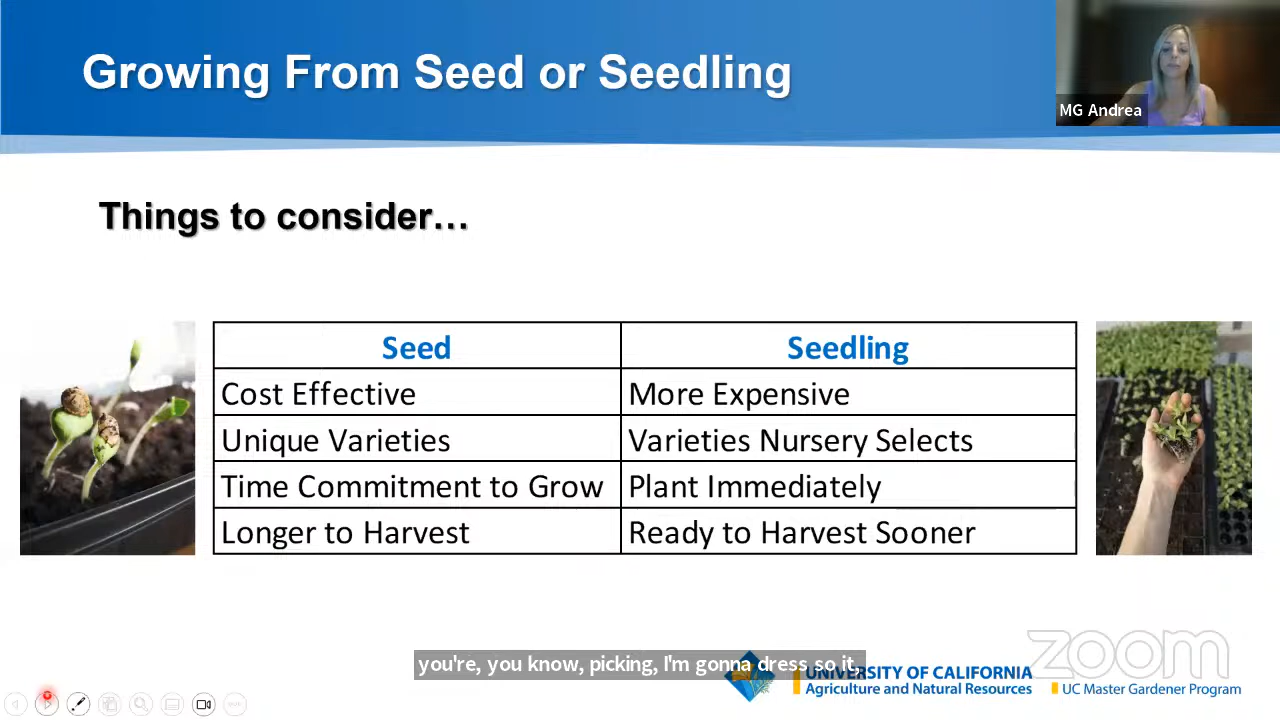 Growing From Seed or Seedling
MG Andrea
Things to consider...
Seed Seedling
Cost Effective More Expensive
Unique Varieties Varieties Nursery Selects
Time Commitment to Grow Plant Immediately
Longer to Harvest Ready to Harvest Sooner
zoom
you're, you know, picking, I'm gonna dress so it,
UNIVERSITY OF CALIFORNIA
Agriculture and Natural Resources
UC Master Gardener Program